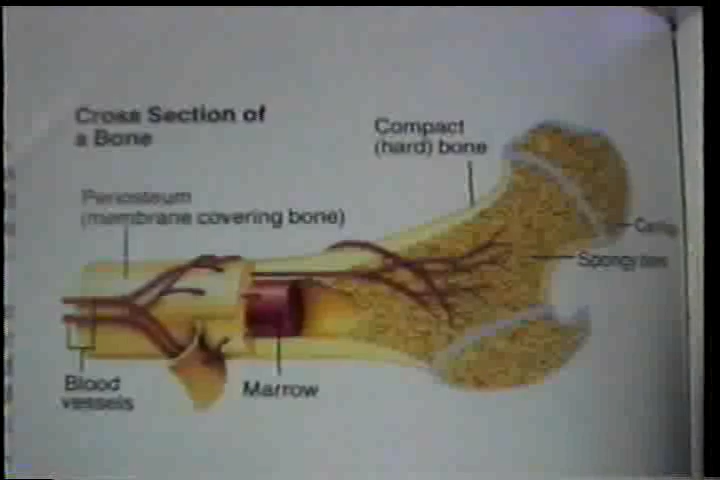 Cross Section of
a Bone
Compact
(hard) bone
Periosteum
(membrane covering bone)
Spongy
Blood
vessels
Marrow